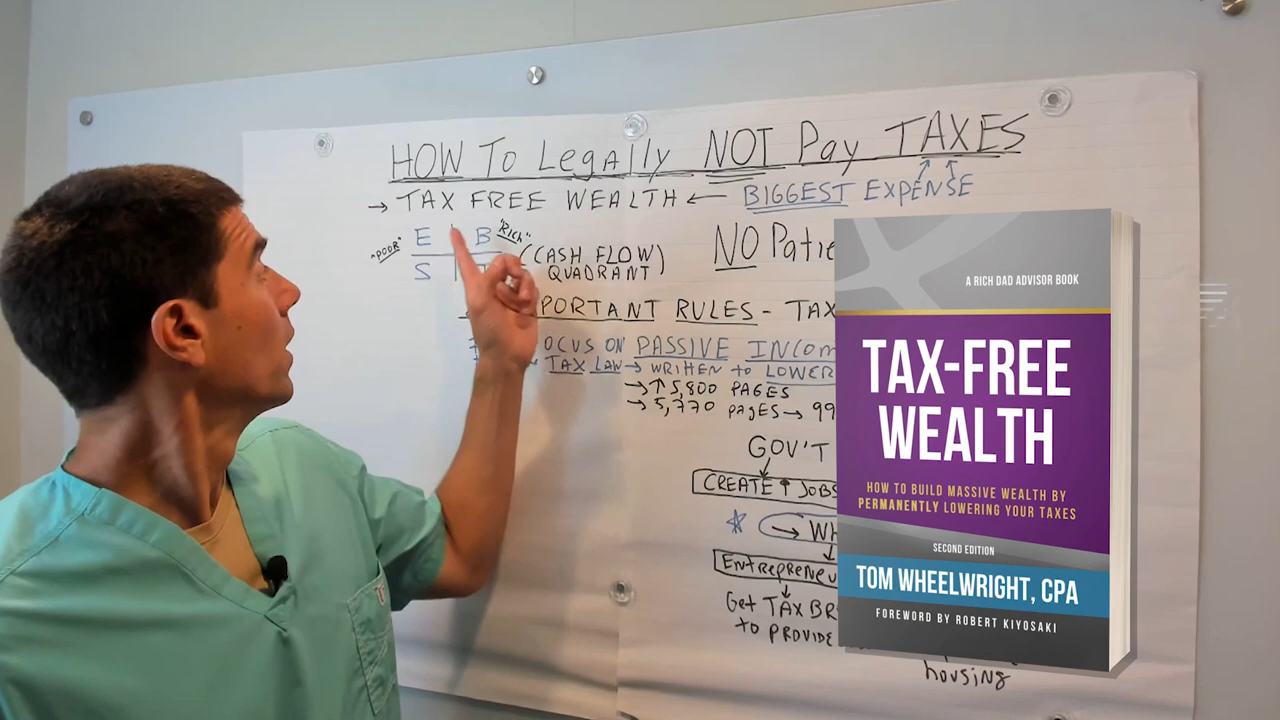 HOW To Legally NOT Pay TAXES
→ TAX FREE WEALTH ← BIGGEST EXPENSE
"POOR" E B "Rich"
S I (CASH FLOW) QUADRANT)
NO Patie
PORTANT RULES - TAX
OCUS ON PASSIVE INCOM
TAX LAW → WRITTEN to LOWER
→ ↑ 5,800 PAGES
→ 5,770 PAgES → 99
GOV'T
CREATE ↑ JOBS
WH
Entrepreneu
Get TAX BR
to PROVIDE
housing
A RICH DAD ADVISOR BOOK
TAX-FREE
WEALTH
HOW TO BUILD MASSIVE WEALTH BY
PERMANENTLY LOWERING YOUR TAXES
SECOND EDITION
TOM WHEELWRIGHT, CPA
FOREWORD BY ROBERT KIYOSAKI